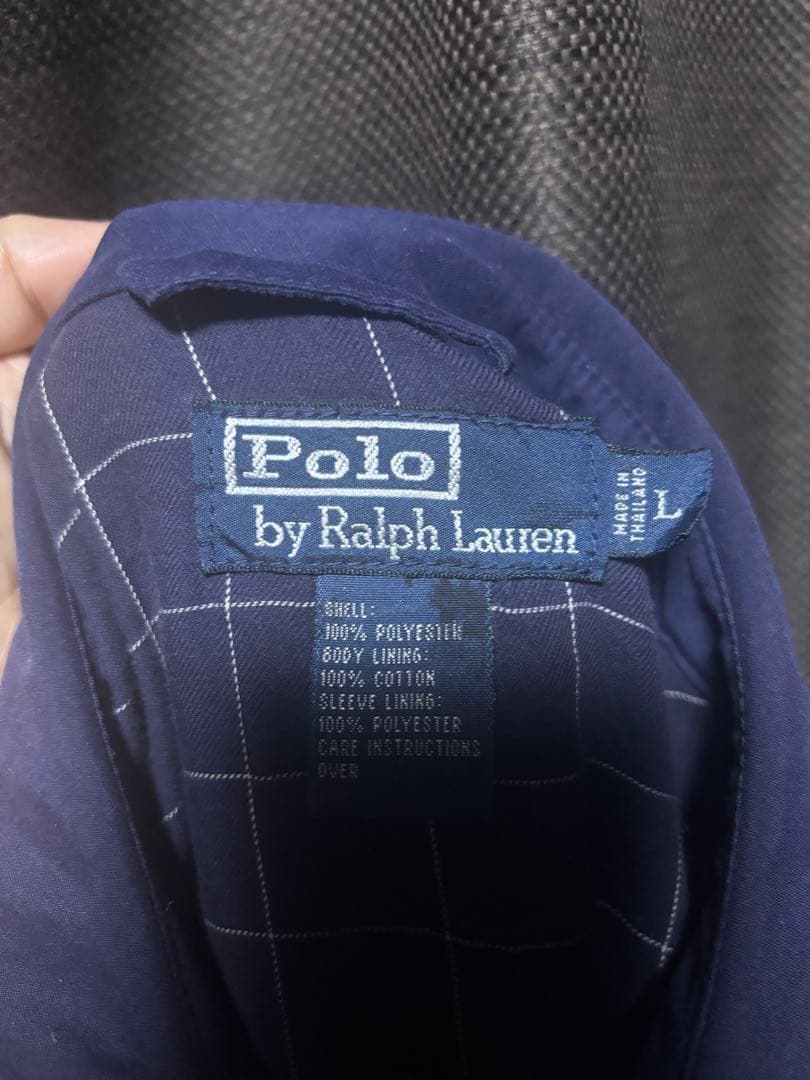 Polo
by Ralph Lauren
MADE IN
THAILAND
L
SHELL:
100% POLYESTER
BODY LINING:
100% COTTON
SLEEVE LINING:
100% POLYESTER
CARE INSTRUCTIONS
OVER